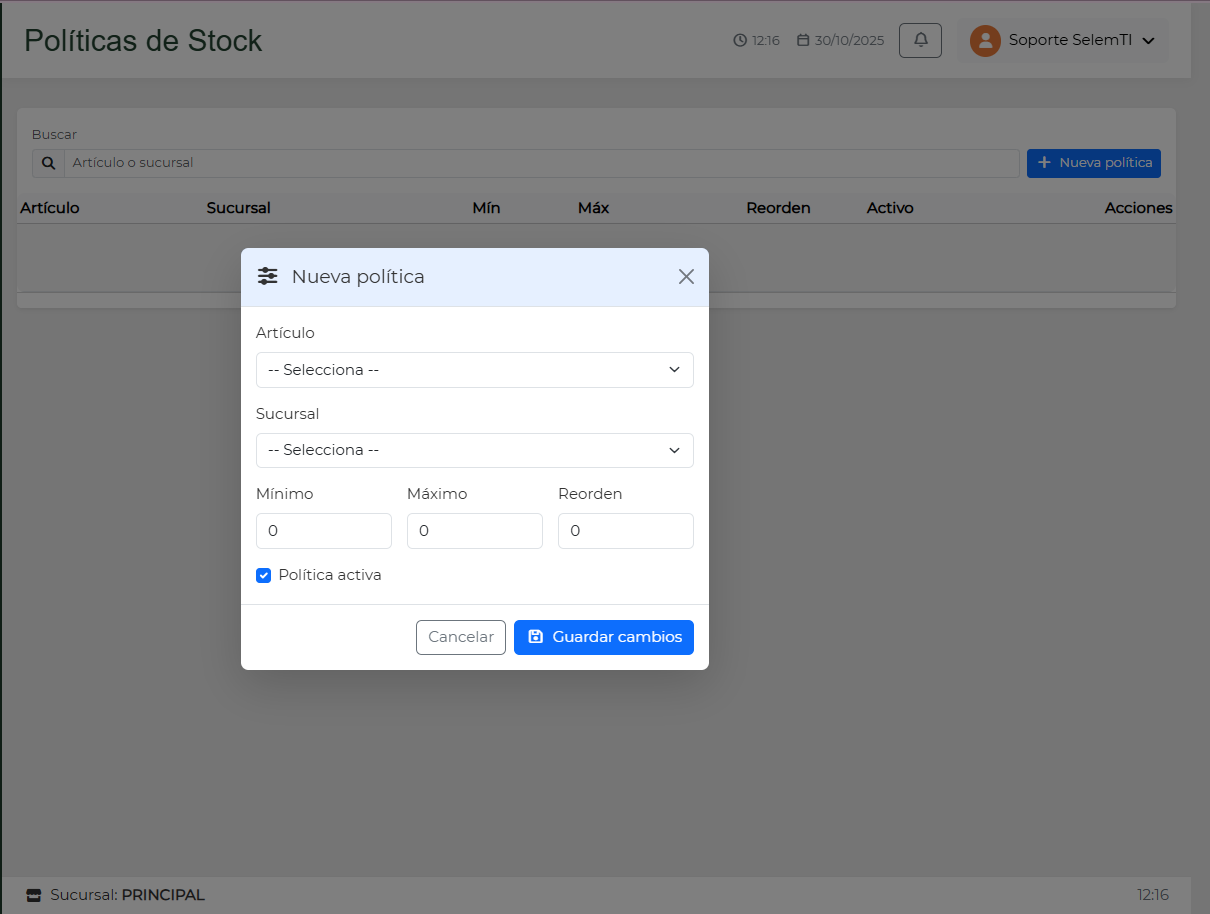 Políticas de Stock
12:16
30/10/2025
Soporte SelemTI
Buscar
Artículo o sucursal
Nueva política
Artículo Sucursal Mín Máx Reorden Activo Acciones
Nueva política
Artículo
-- Selecciona --
Sucursal
-- Selecciona --
Mínimo Máximo Reorden
0 0 0
Política activa
Cancelar Guardar cambios
Sucursal: PRINCIPAL 12:16